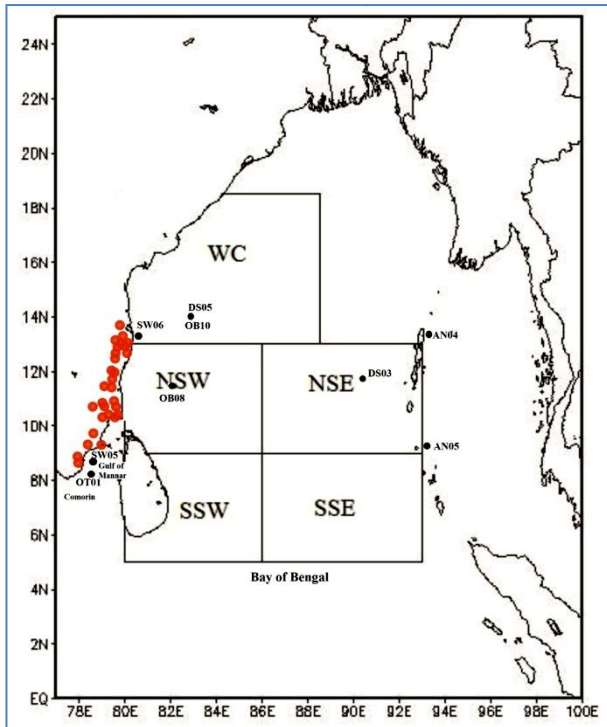 24N
22N
20N
18N
WC
16N
DS05
14N
OB10
SW06
AN04
12N
NSW
NSE
DS03
OB08
10N
AN05
SW05
8N
Gulf of
Mannar
OT01
Comorin
SSW
SSE
6N
4N
Bay of Bengal
2N
EQ
78E 80E 82E 84E 86E 88E 90E 92E 94E 96E 98E 100E